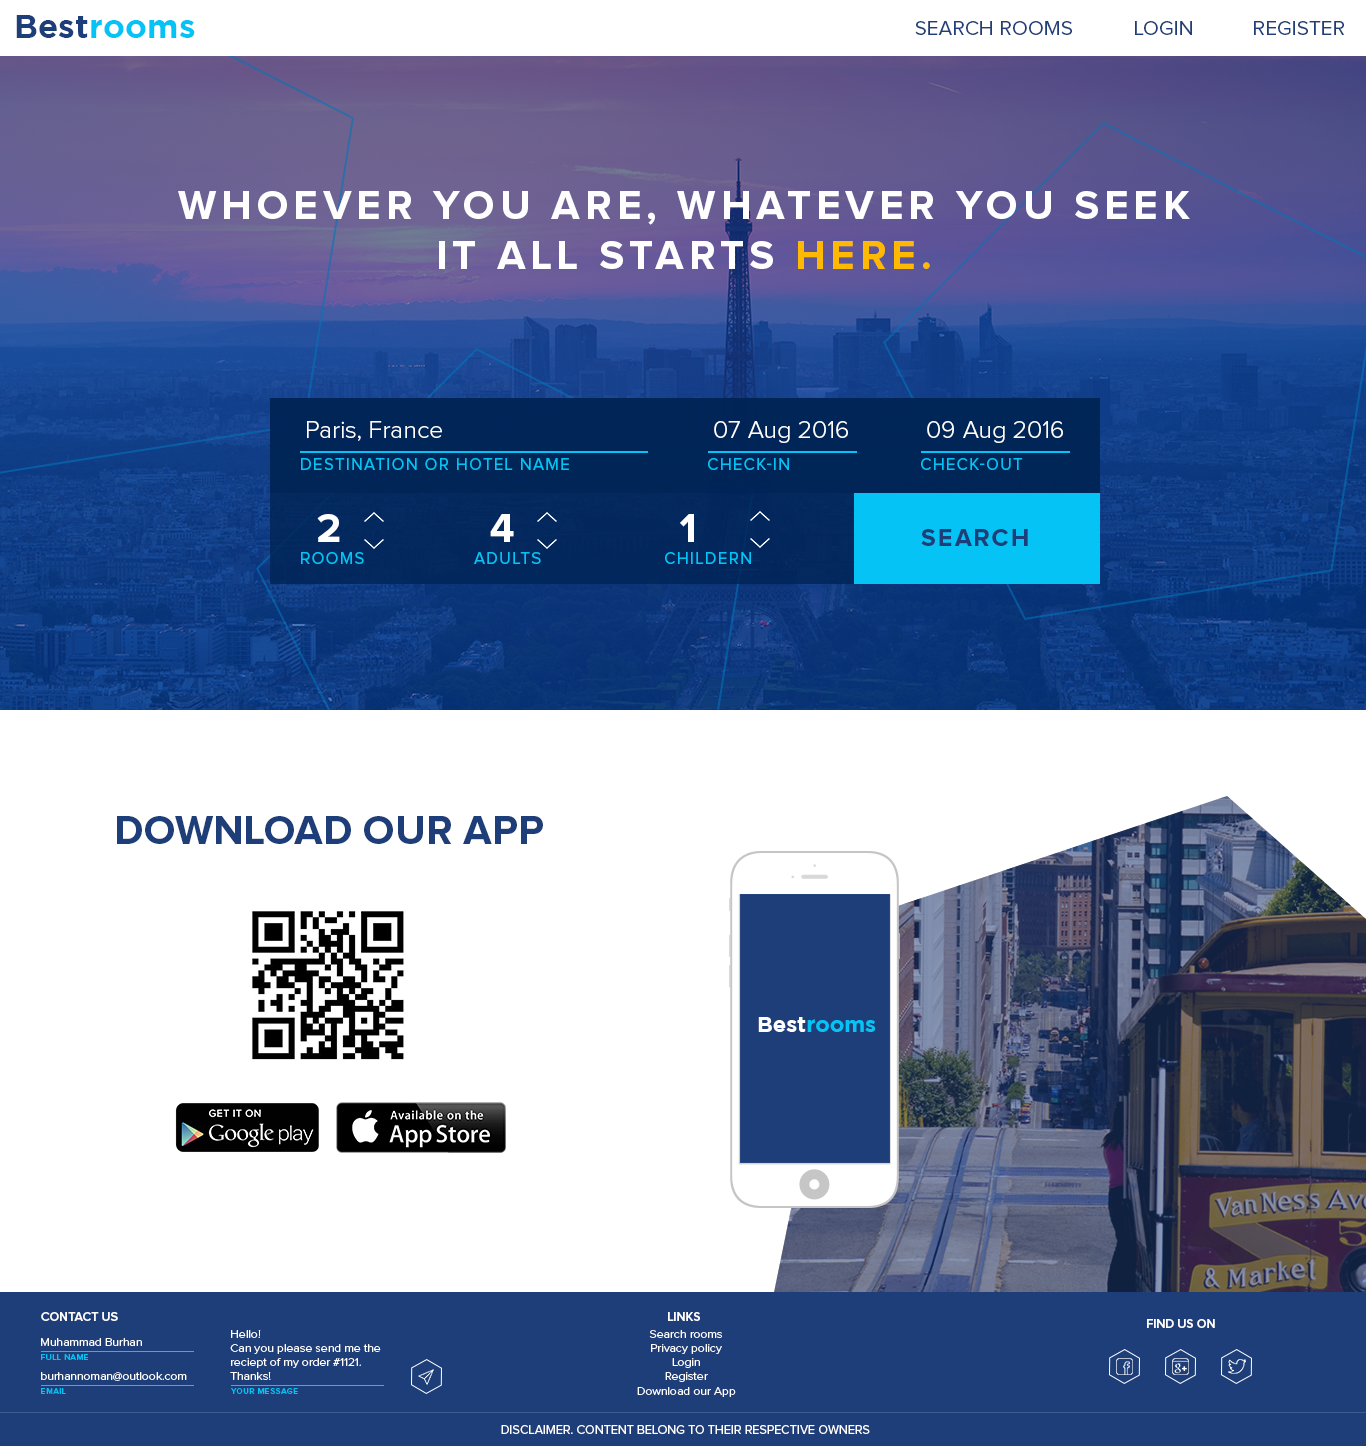 Bestrooms
SEARCH ROOMS
LOGIN
REGISTER
WHOEVER YOU ARE, WHATEVER YOU SEEK
IT ALL STARTS HERE.
Paris, France
07 Aug 2016
09 Aug 2016
DESTINATION OR HOTEL NAME
CHECK-IN
CHECK-OUT
2
4
1
ROOMS
ADULTS
CHILDERN
SEARCH
DOWNLOAD OUR APP
GET IT ON
Google play
Available on the
App Store
Bestrooms
Van Ness Ave
5
& Market
CONTACT US
Muhammad Burhan
FULL NAME
burhannoman@outlook.com
EMAIL
Hello!
Can you please send me the
reciept of my order #1121.
Thanks!
YOUR MESSAGE
LINKS
Search rooms
Privacy policy
Login
Register
Download our App
FIND US ON
DISCLAIMER. CONTENT BELONG TO THEIR RESPECTIVE OWNERS